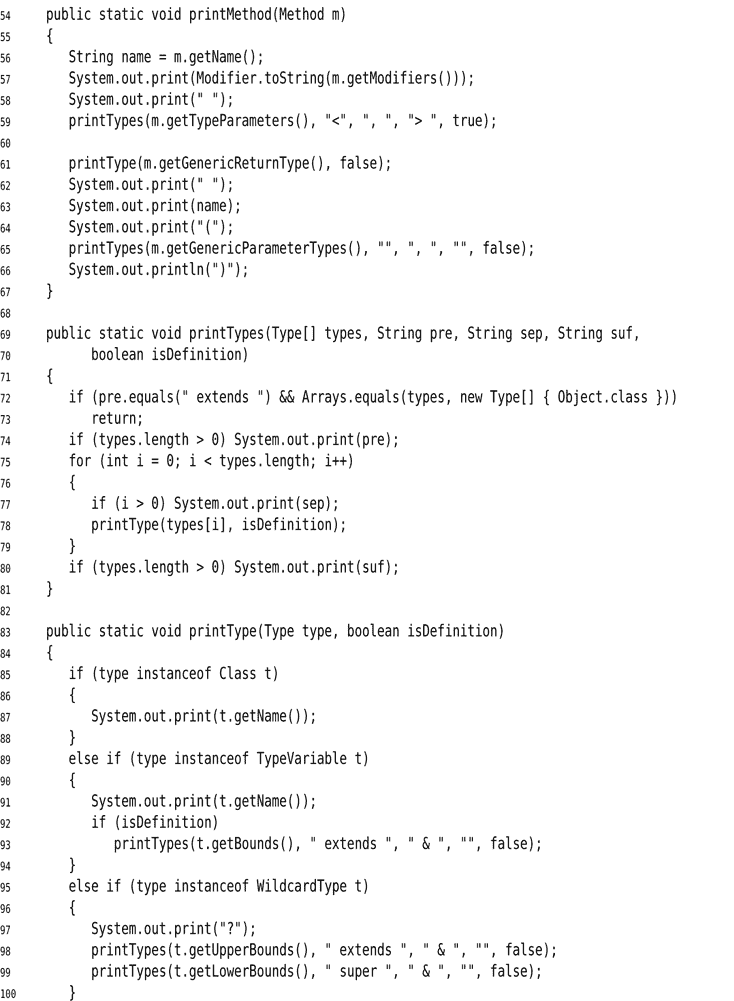 54    public static void printMethod(Method m)
55    {
56       String name = m.getName();
57       System.out.print(Modifier.toString(m.getModifiers()));
58       System.out.print(" ");
59       printTypes(m.getTypeParameters(), "<", ", ", "> ", true);
60
61       printType(m.getGenericReturnType(), false);
62       System.out.print(" ");
63       System.out.print(name);
64       System.out.print("(");
65       printTypes(m.getGenericParameterTypes(), "", ", ", "", false);
66       System.out.println(")");
67    }
68
69    public static void printTypes(Type[] types, String pre, String sep, String suf,
70          boolean isDefinition)
71    {
72       if (pre.equals(" extends ") && Arrays.equals(types, new Type[] { Object.class }))
73          return;
74       if (types.length > 0) System.out.print(pre);
75       for (int i = 0; i < types.length; i++)
76       {
77          if (i > 0) System.out.print(sep);
78          printType(types[i], isDefinition);
79       }
80       if (types.length > 0) System.out.print(suf);
81    }
82
83    public static void printType(Type type, boolean isDefinition)
84    {
85       if (type instanceof Class t)
86       {
87          System.out.print(t.getName());
88       }
89       else if (type instanceof TypeVariable t)
90       {
91          System.out.print(t.getName());
92          if (isDefinition)
93             printTypes(t.getBounds(), " extends ", " & ", "", false);
94       }
95       else if (type instanceof WildcardType t)
96       {
97          System.out.print("?");
98          printTypes(t.getUpperBounds(), " extends ", " & ", "", false);
99          printTypes(t.getLowerBounds(), " super ", " & ", "", false);
100      }